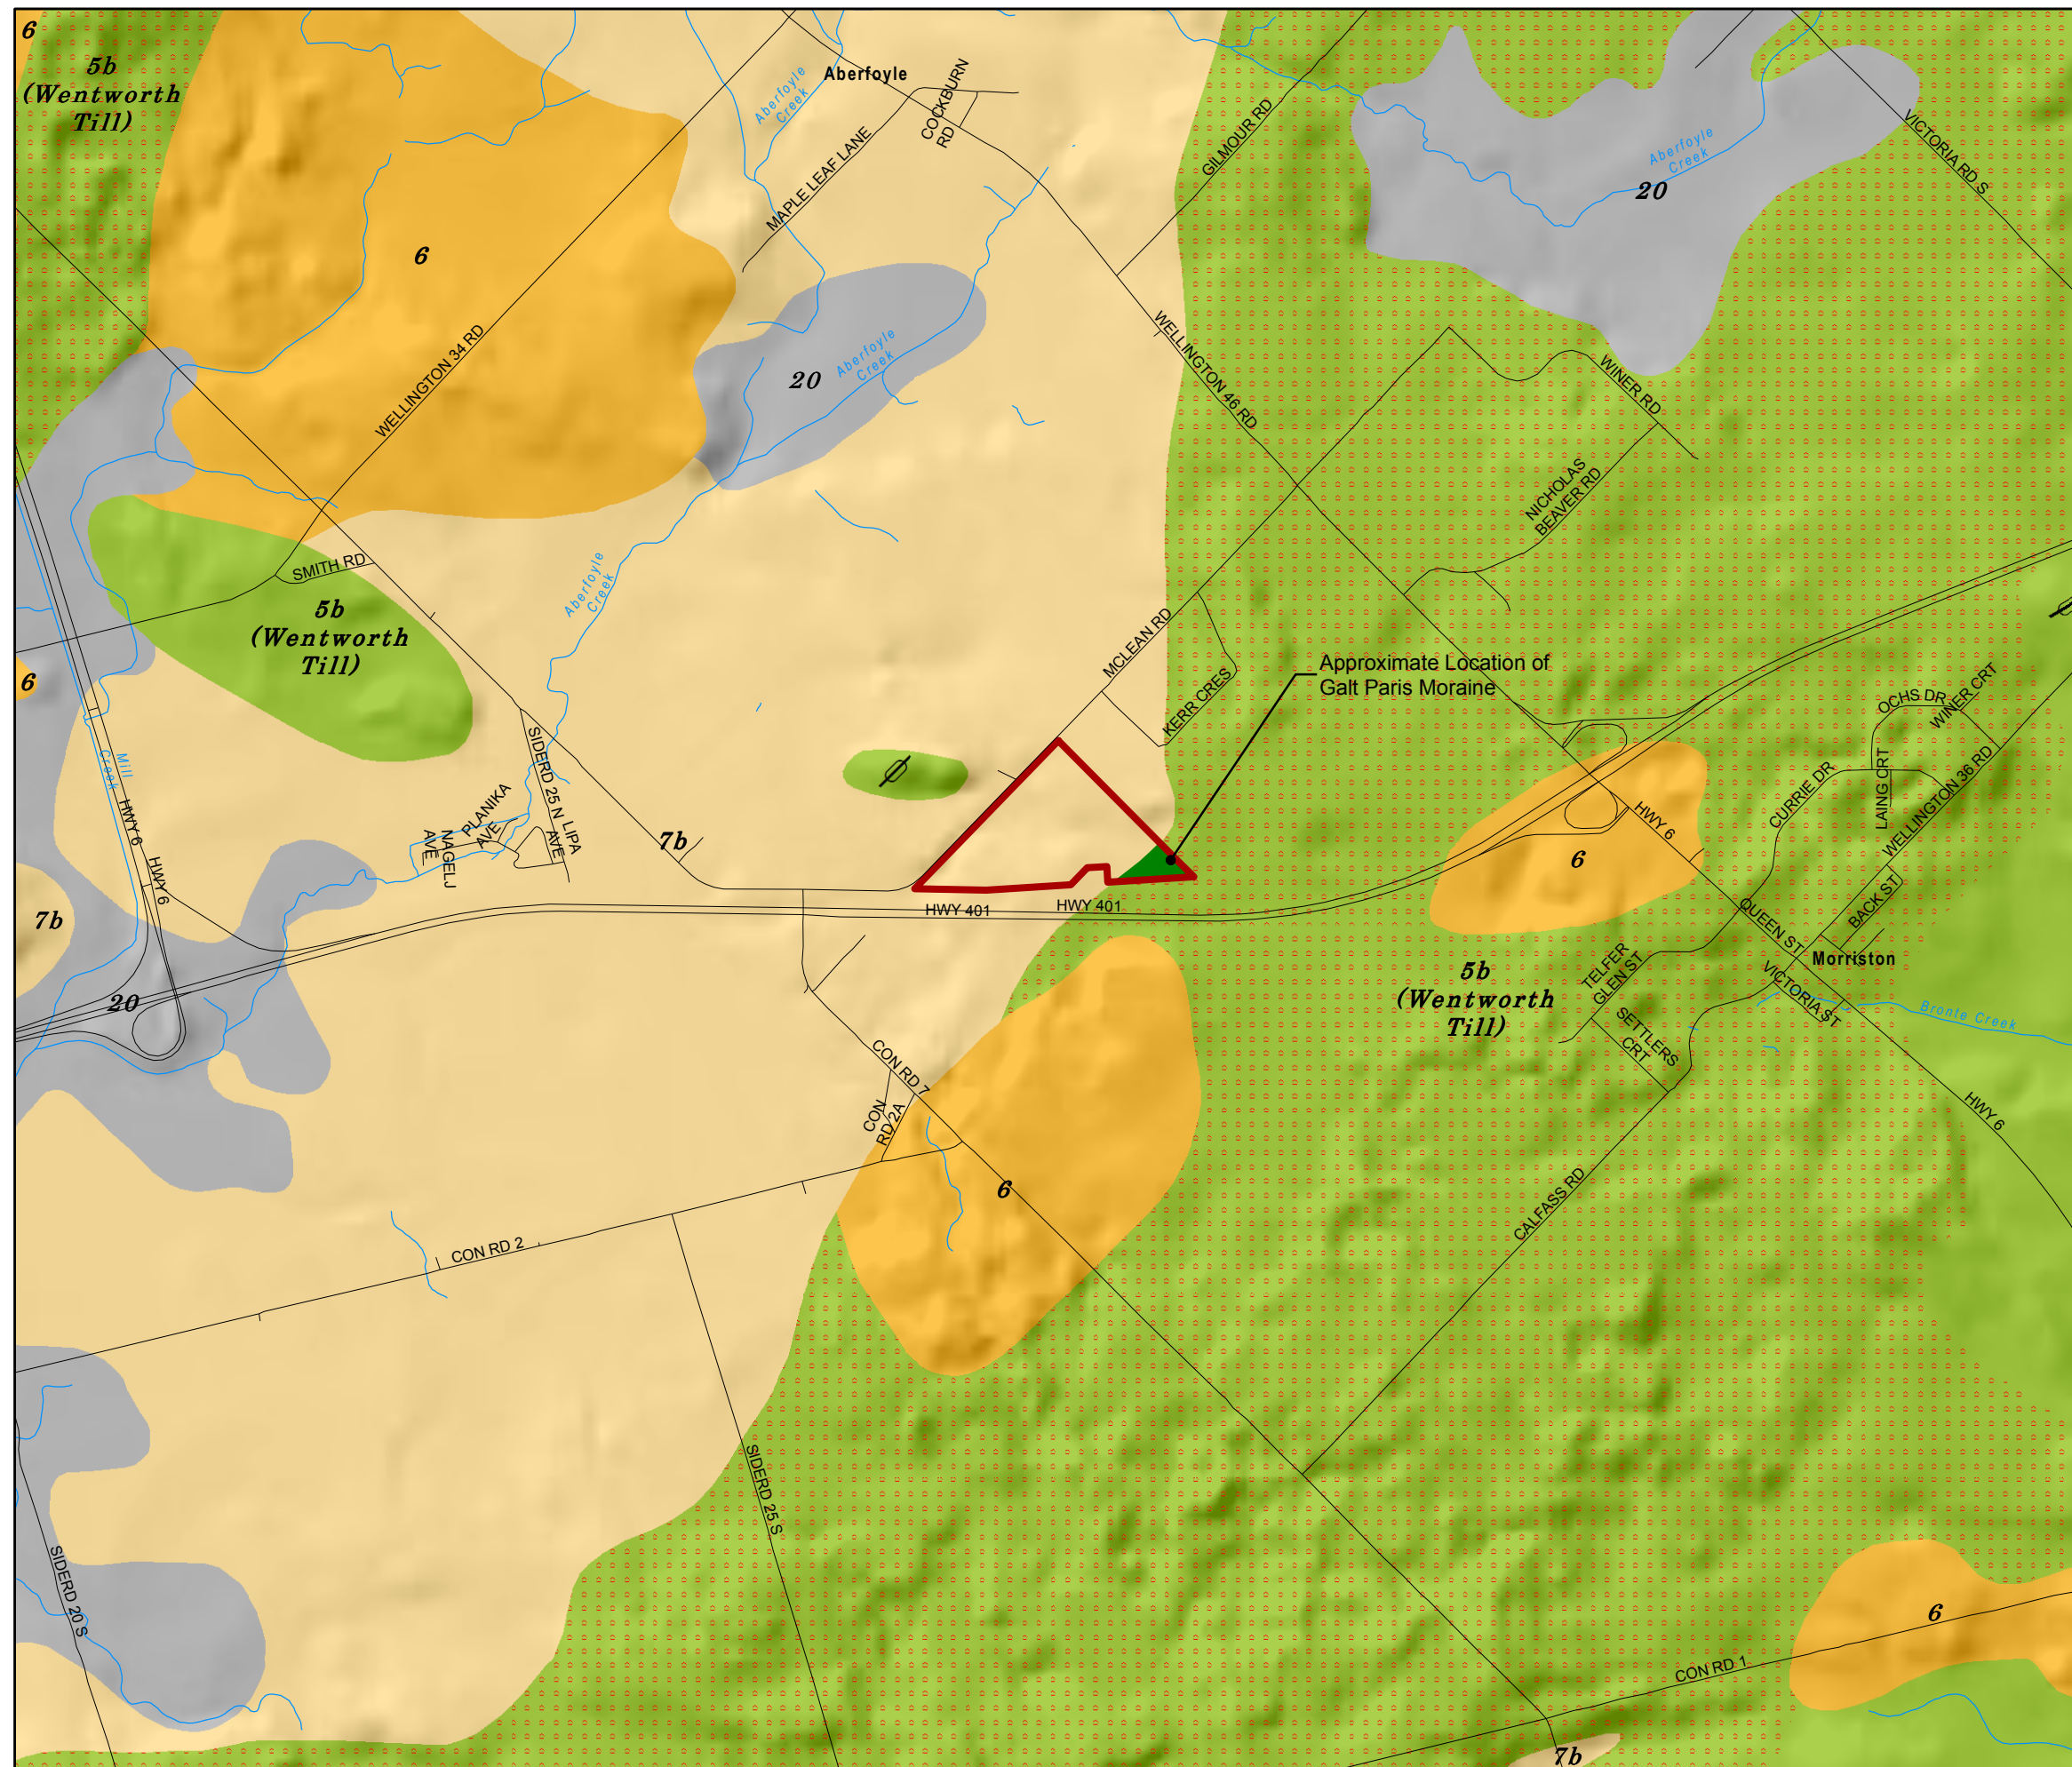 6
5b
(Wentworth
Till)
Aberfoyle
Aberfoyle
Creek
COCKBURN
RD
MAPLE LEAF LANE
GILMOUR RD
VICTORIA RD S
Aberfoyle
Creek
20
6
WELLINGTON 34 RD
WELLINGTON 46 RD
Aberfoyle
Creek
20
WINER RD
NICHOLAS
BEAVER RD
SMITH RD
5b
(Wentworth
Till)
Aberfoyle
Creek
MCLEAN RD
KERR CRES
Approximate Location of
Galt Paris Moraine
6
OCHS DR
WINER CRT
LAING CRT
CURRIE DR
WELLINGTON 36 RD
Mill
Creek
HWY 6
HWY 6
SIDERD 25 N
LIPA
AVE
PLANIKA
AVE
NAGELJ
AVE
7b
HWY 6
6
7b
HWY 401
HWY 401
BACK ST
QUEEN ST
Morriston
VICTORIA ST
TELFER
GLEN ST
5b
(Wentworth
Till)
SETTLERS
CRT
Bronte Creek
20
CON RD 7
CON
RD 2A
HWY 6
6
CALFASS RD
CON RD 2
SIDERD 25 S
SIDERD 20 S
6
CON RD 1
7b